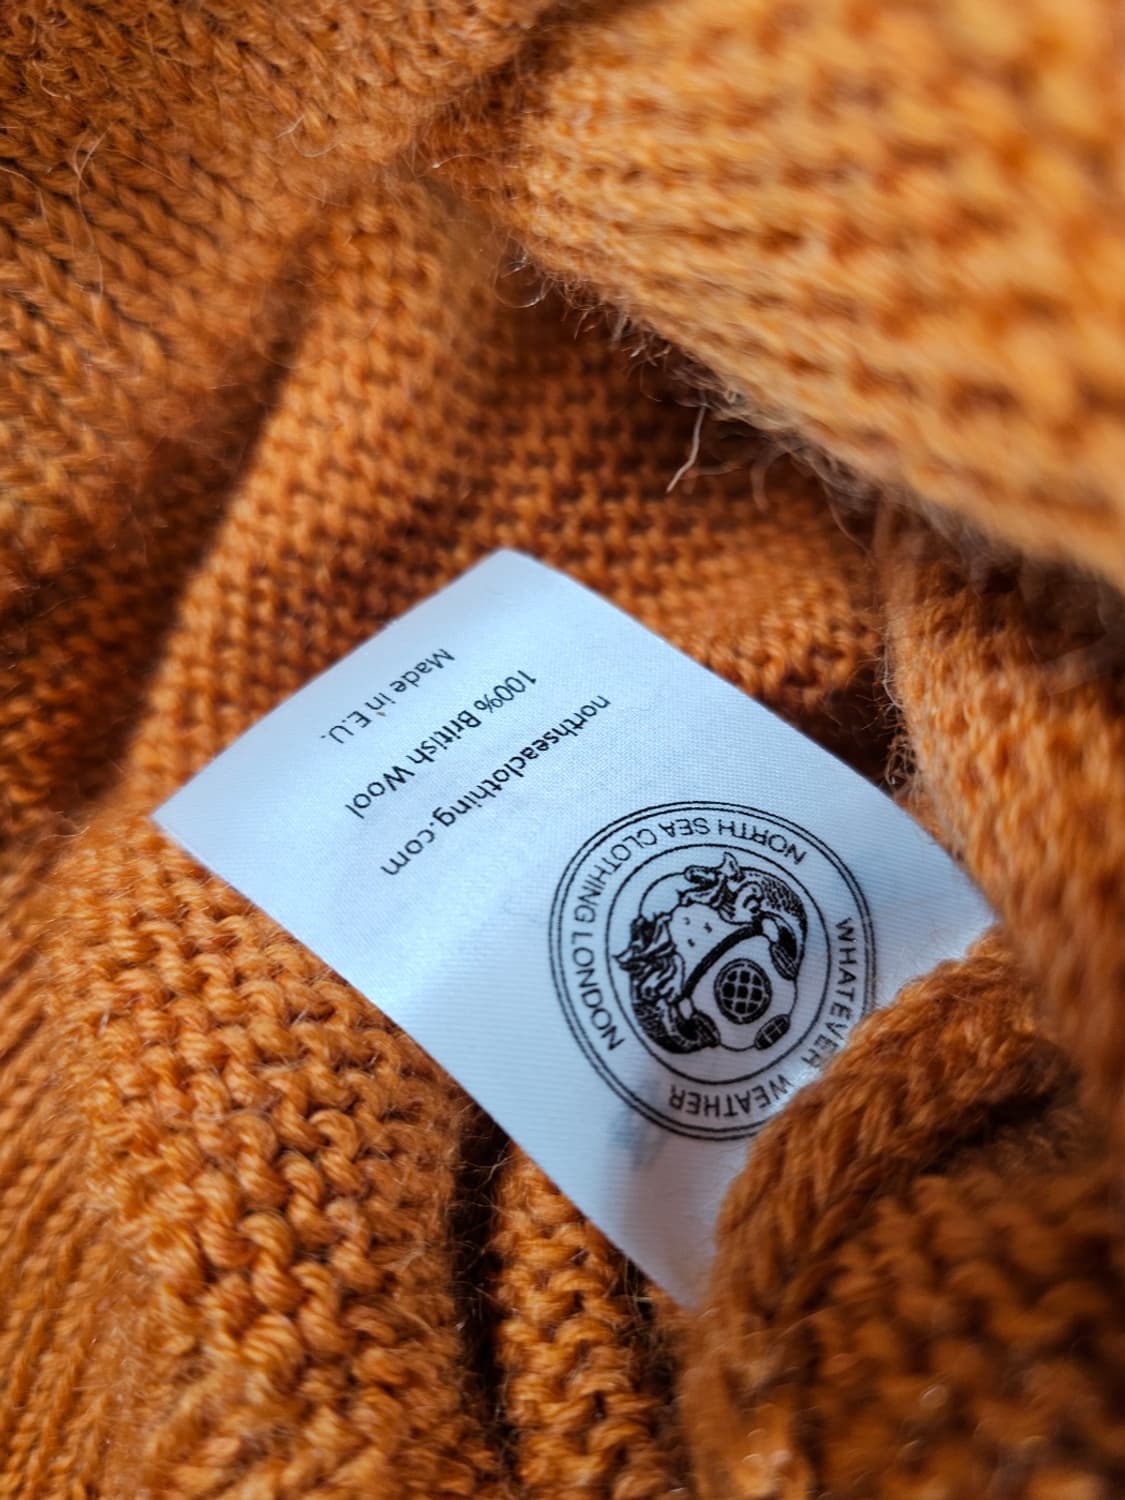 WHATEVER WEATHER
NORTH SEA CLOTHING LONDON
northseaclothing.com
100% British Wool
Made in E.U.